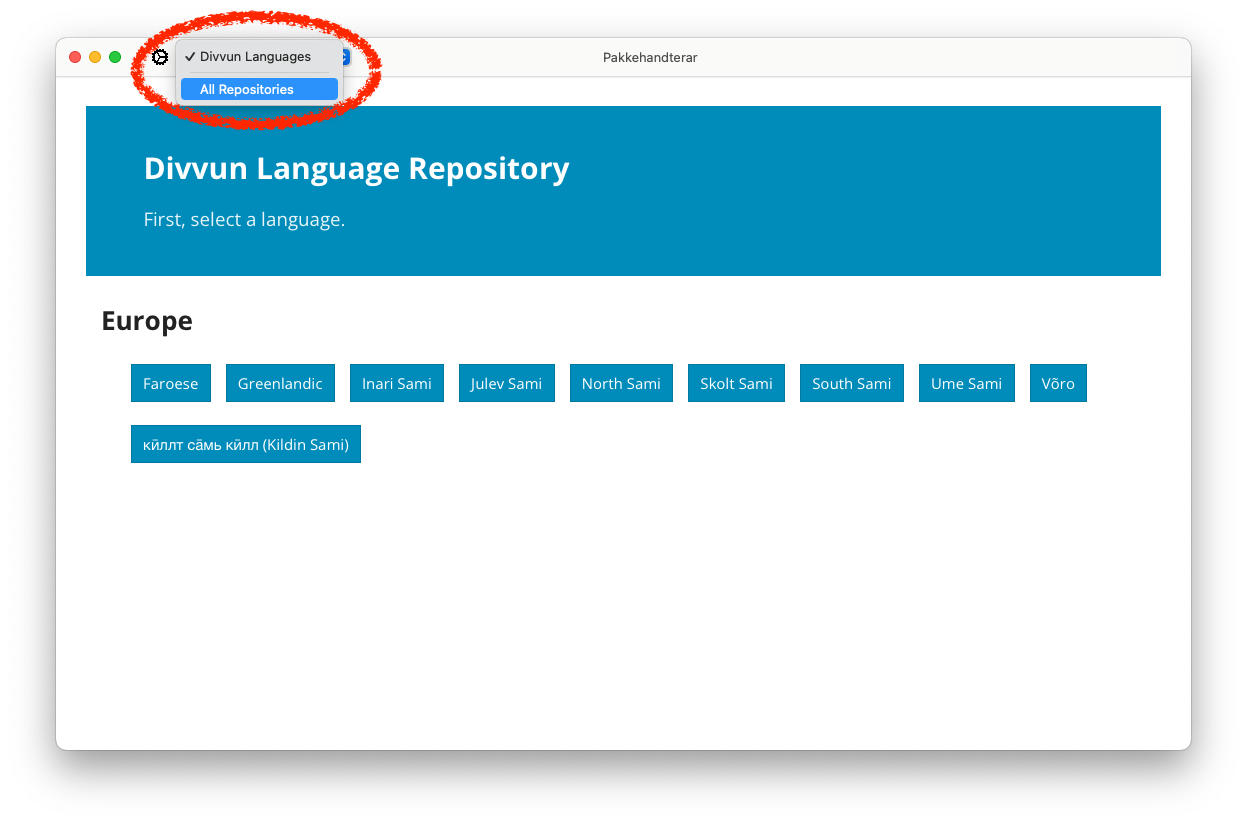 Divvun Languages
Pakkehandterar
All Repositories
Divvun Language Repository
First, select a language.
Europe
Faroese Greenlandic Inari Sami Julev Sami North Sami Skolt Sami South Sami Ume Sami Võro
кӣллт са̄мь кӣлл (Kildin Sami)